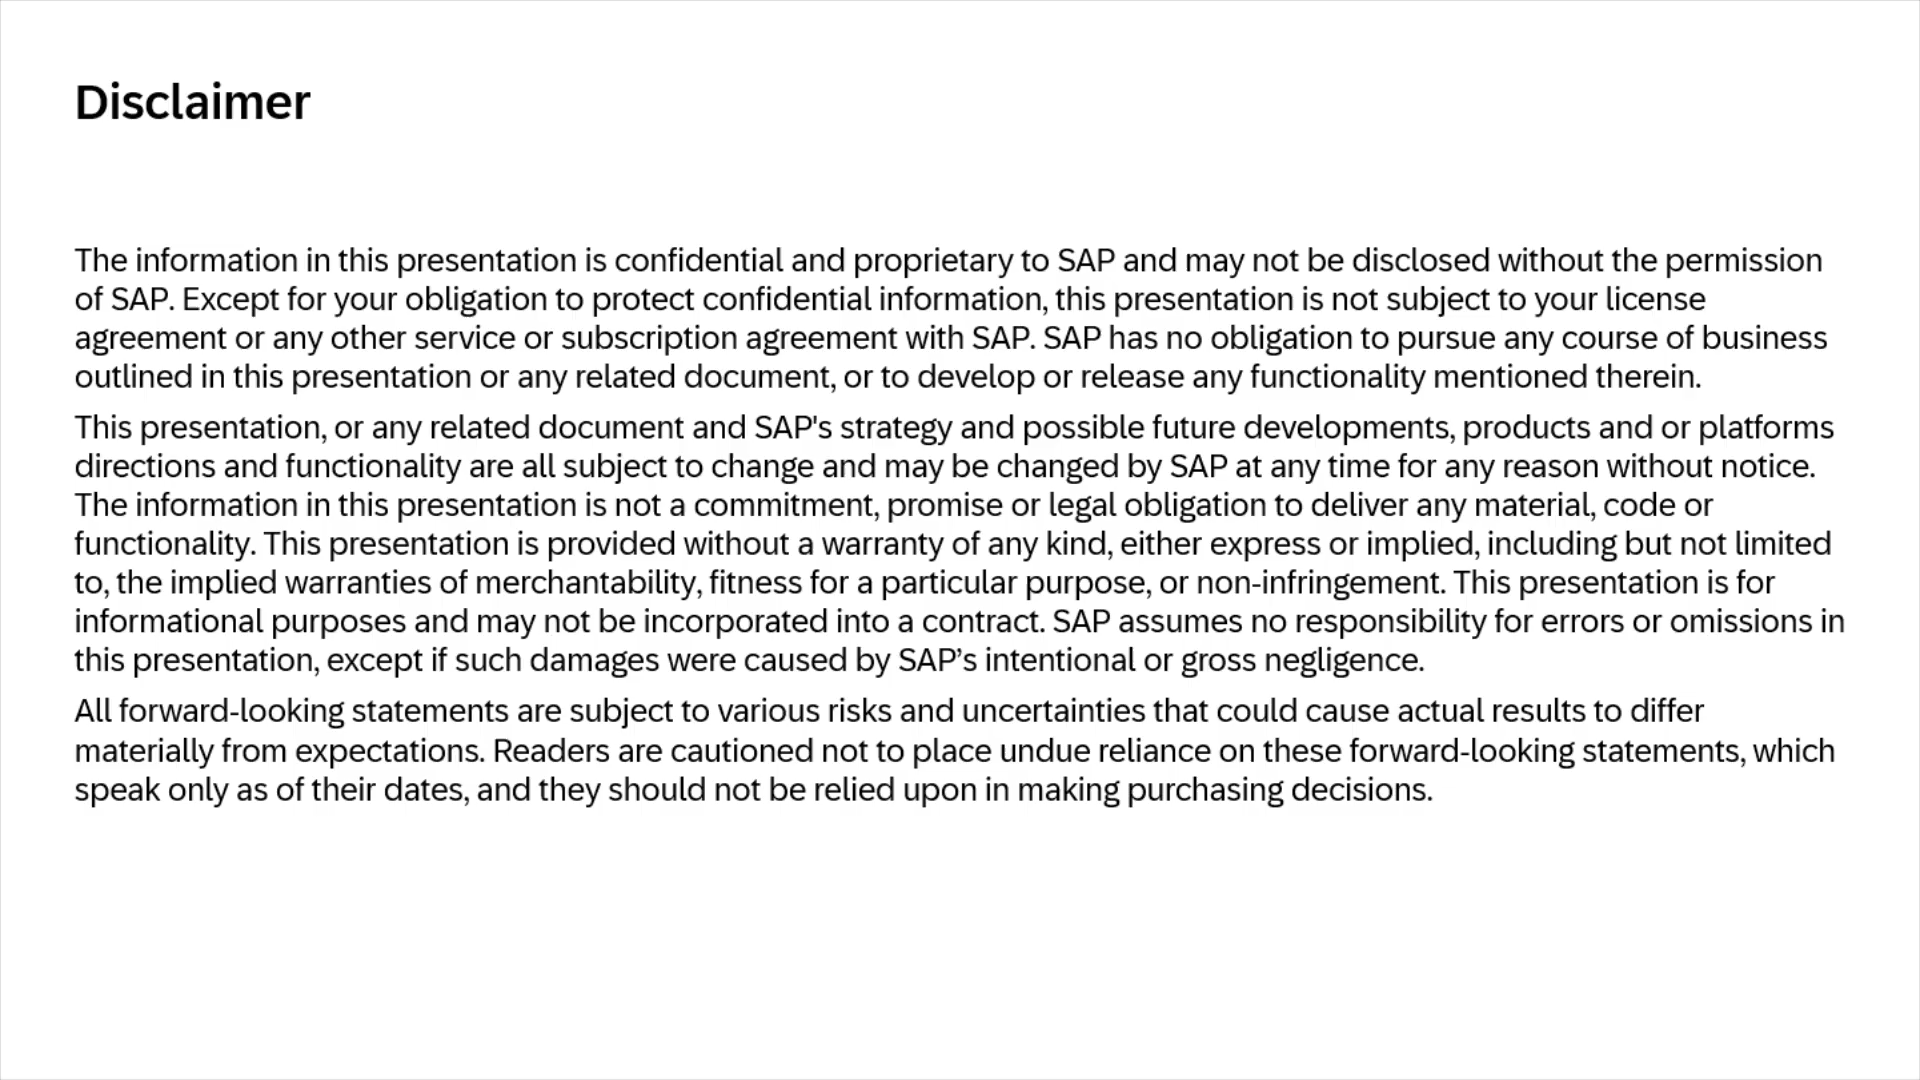 Disclaimer
The information in this presentation is confidential and proprietary to SAP and may not be disclosed without the permission
of SAP. Except for your obligation to protect confidential information, this presentation is not subject to your license
agreement or any other service or subscription agreement with SAP. SAP has no obligation to pursue any course of business
outlined in this presentation or any related document, or to develop or release any functionality mentioned therein.
This presentation, or any related document and SAP's strategy and possible future developments, products and or platforms
directions and functionality are all subject to change and may be changed by SAP at any time for any reason without notice.
The information in this presentation is not a commitment, promise or legal obligation to deliver any material, code or
functionality. This presentation is provided without a warranty of any kind, either express or implied, including but not limited
to, the implied warranties of merchantability, fitness for a particular purpose, or non-infringement. This presentation is for
informational purposes and may not be incorporated into a contract. SAP assumes no responsibility for errors or omissions in
this presentation, except if such damages were caused by SAP’s intentional or gross negligence.
All forward-looking statements are subject to various risks and uncertainties that could cause actual results to differ
materially from expectations. Readers are cautioned not to place undue reliance on these forward-looking statements, which
speak only as of their dates, and they should not be relied upon in making purchasing decisions.